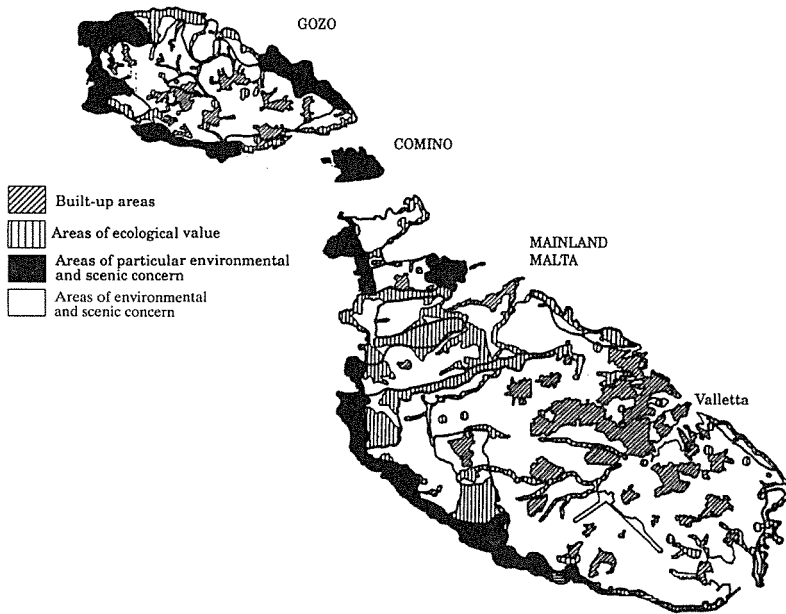 GOZO
COMINO
Built-up areas
Areas of ecological value
Areas of particular environmental
and scenic concern
Areas of environmental
and scenic concern
MAINLAND
MALTA
Valletta